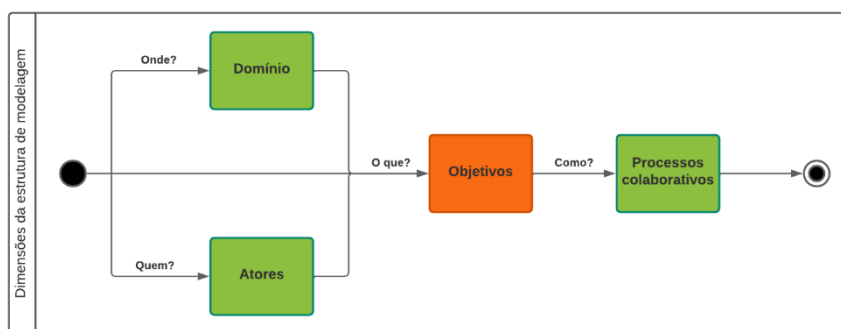 Dimensões da estrutura de modelagem
Onde?
Domínio
O que?
Objetivos
Como?
Processos
colaborativos
Quem?
Atores